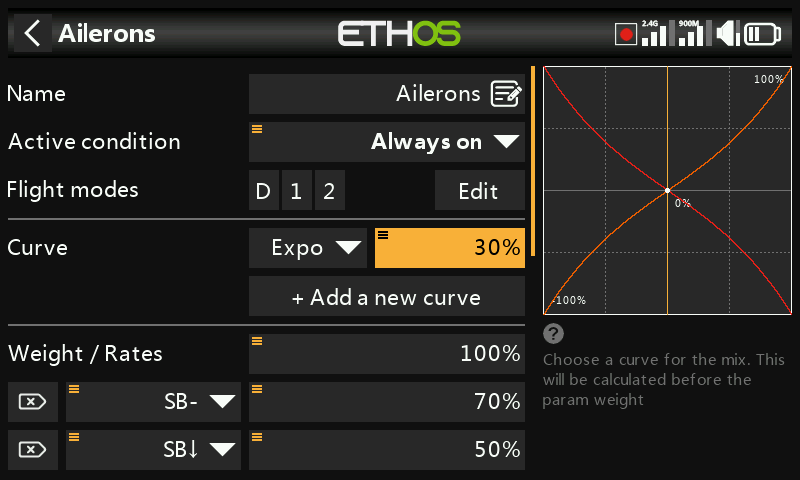 Ailerons
ETHOS
2.4G
900M
Name
Ailerons
Active condition
Always on
Flight modes
D 1 2
Edit
Curve
Expo
30%
+ Add a new curve
Weight / Rates
100%
SB-
70%
SB↓
50%
100%
0%
-100%
?
Choose a curve for the mix. This
will be calculated before the
param weight